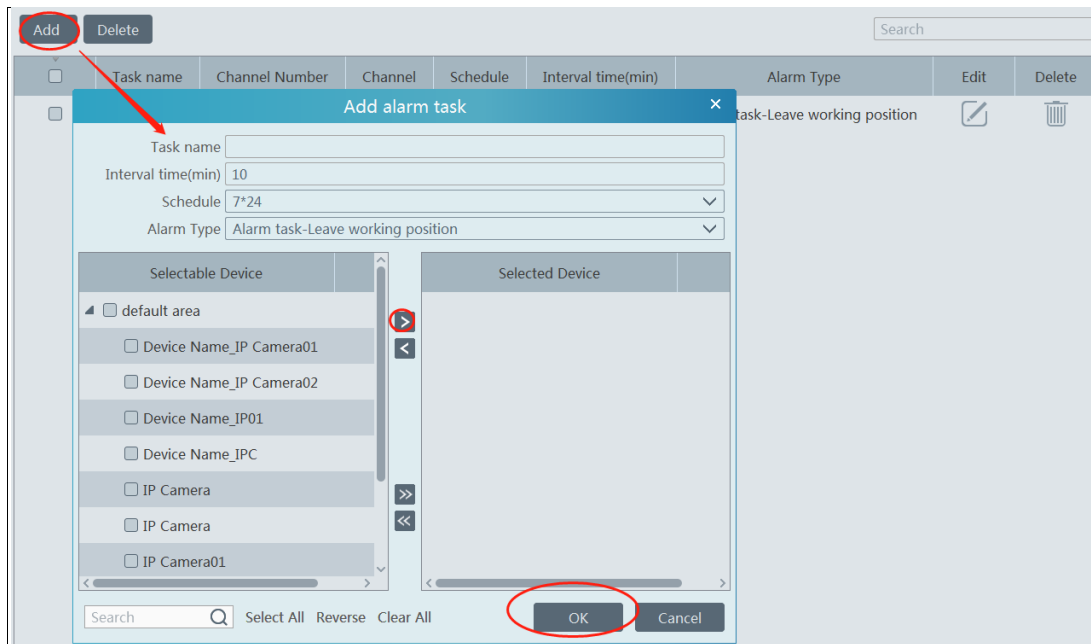 Add Delete Search
Task name Channel Number Channel Schedule Interval time(min) Alarm Type Edit Delete
Add alarm task
task-Leave working position
Task name
Interval time(min) 10
Schedule 7*24
Alarm Type Alarm task-Leave working position
Selectable Device Selected Device
default area
Device Name_IP Camera01
Device Name_IP Camera02
Device Name_IP01
Device Name_IPC
IP Camera
IP Camera
IP Camera01
Search Select All Reverse Clear All OK Cancel